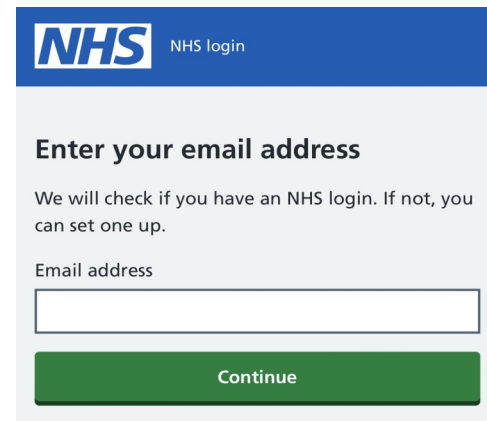 NHS NHS login
Enter your email address
We will check if you have an NHS login. If not, you
can set one up.
Email address
Continue